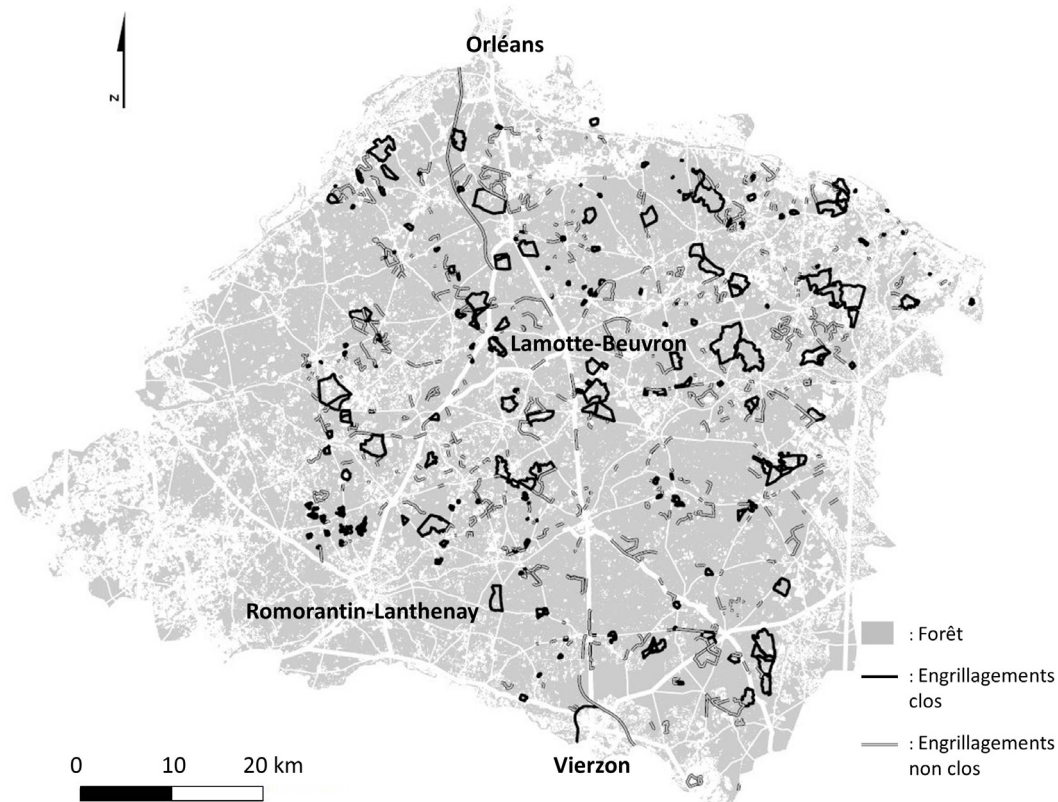 Orléans
N
Lamotte-Beuvron
Romorantin-Lanthenay
: Forêt
: Engrillagements
clos
: Engrillagements
non clos
0 10 20 km
Vierzon